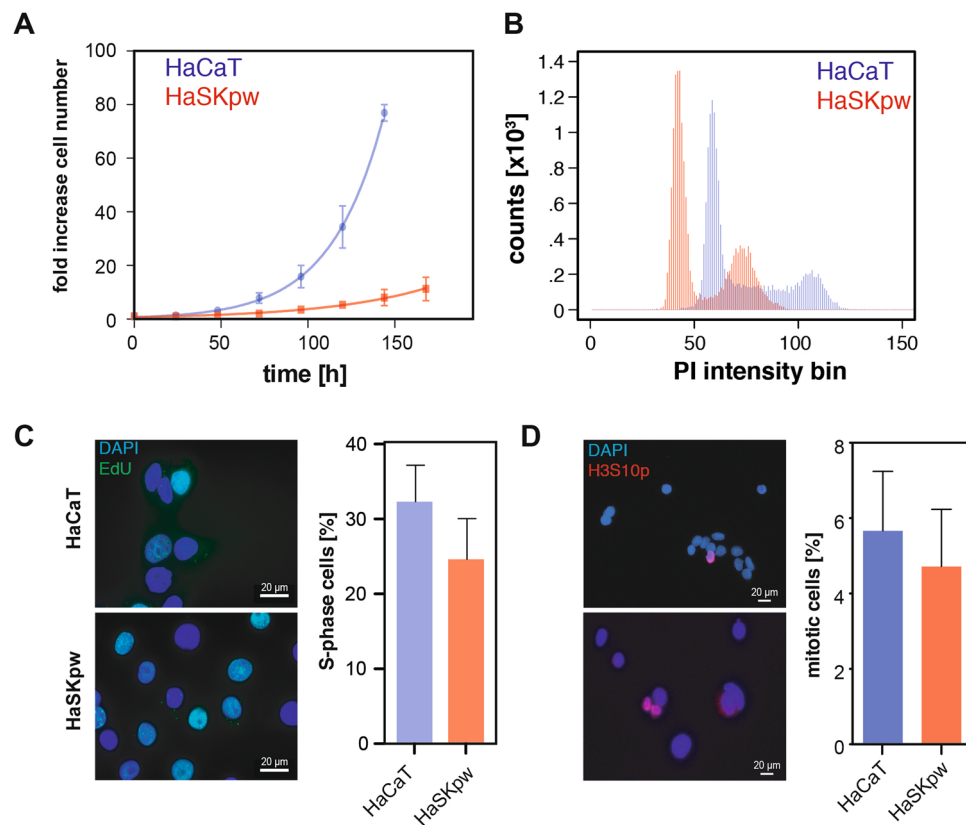 A
fold increase cell number
100
80
60
40
20
0
HaCaT
HaSKpw
0
50
100
150
time [h]
B
counts [x10³]
1.4
1.2
1
.8
.6
.4
.2
0
HaCaT
HaSKpw
0
50
100
150
PI intensity bin
C
HaCaT
DAPI
EdU
20 µm
HaSKpw
20 µm
S-phase cells [%]
40
30
20
10
0
HaCaT
HaSKpw
D
DAPI
H3S10p
20 µm
20 µm
mitotic cells [%]
8
6
4
2
0
HaCaT
HaSKpw